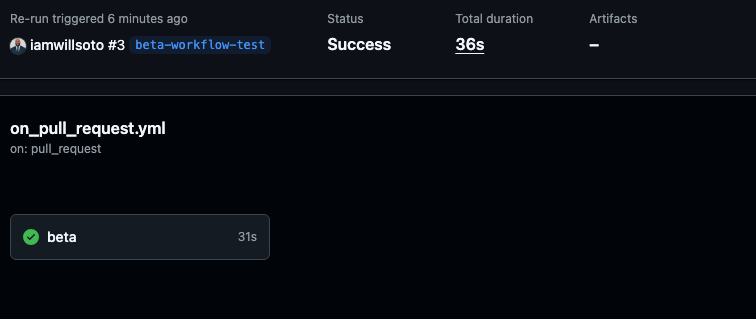 Re-run triggered 6 minutes ago
iamwillsoto #3 beta-workflow-test
Status
Success
Total duration
36s
Artifacts
–
on_pull_request.yml
on: pull_request
beta 31s